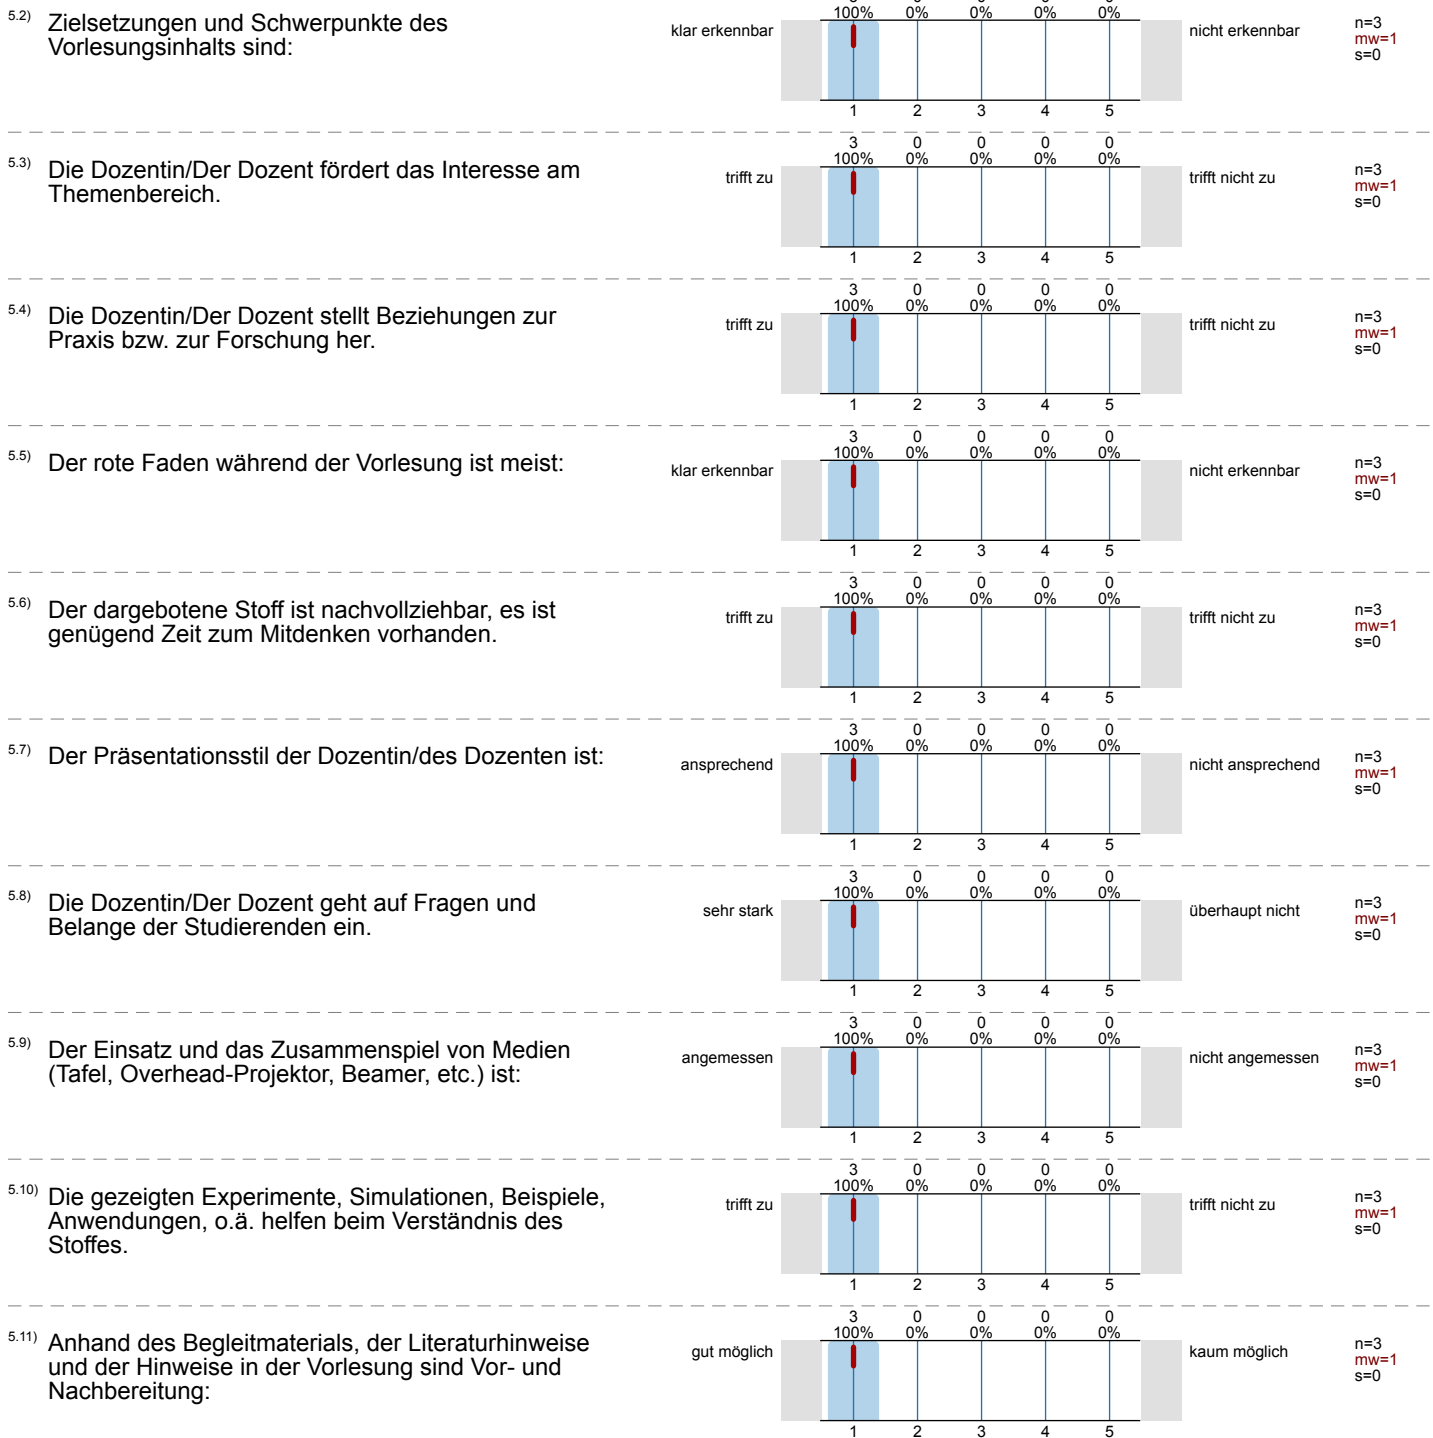 5.2) Zielsetzungen und Schwerpunkte des
Vorlesungsinhalts sind:
klar erkennbar
100% 0% 0% 0% 0%
nicht erkennbar
n=3
mw=1
s=0
1 2 3 4 5
5.3) Die Dozentin/Der Dozent fördert das Interesse am
Themenbereich.
trifft zu
3 0 0 0 0
100% 0% 0% 0% 0%
trifft nicht zu
n=3
mw=1
s=0
1 2 3 4 5
5.4) Die Dozentin/Der Dozent stellt Beziehungen zur
Praxis bzw. zur Forschung her.
trifft zu
3 0 0 0 0
100% 0% 0% 0% 0%
trifft nicht zu
n=3
mw=1
s=0
1 2 3 4 5
5.5) Der rote Faden während der Vorlesung ist meist:
klar erkennbar
3 0 0 0 0
100% 0% 0% 0% 0%
nicht erkennbar
n=3
mw=1
s=0
1 2 3 4 5
5.6) Der dargebotene Stoff ist nachvollziehbar, es ist
genügend Zeit zum Mitdenken vorhanden.
trifft zu
3 0 0 0 0
100% 0% 0% 0% 0%
trifft nicht zu
n=3
mw=1
s=0
1 2 3 4 5
5.7) Der Präsentationsstil der Dozentin/des Dozenten ist:
ansprechend
3 0 0 0 0
100% 0% 0% 0% 0%
nicht ansprechend
n=3
mw=1
s=0
1 2 3 4 5
5.8) Die Dozentin/Der Dozent geht auf Fragen und
Belange der Studierenden ein.
sehr stark
3 0 0 0 0
100% 0% 0% 0% 0%
überhaupt nicht
n=3
mw=1
s=0
1 2 3 4 5
5.9) Der Einsatz und das Zusammenspiel von Medien
(Tafel, Overhead-Projektor, Beamer, etc.) ist:
angemessen
3 0 0 0 0
100% 0% 0% 0% 0%
nicht angemessen
n=3
mw=1
s=0
1 2 3 4 5
5.10) Die gezeigten Experimente, Simulationen, Beispiele,
Anwendungen, o.ä. helfen beim Verständnis des
Stoffes.
trifft zu
3 0 0 0 0
100% 0% 0% 0% 0%
trifft nicht zu
n=3
mw=1
s=0
1 2 3 4 5
5.11) Anhand des Begleitmaterials, der Literaturhinweise
und der Hinweise in der Vorlesung sind Vor- und
Nachbereitung:
gut möglich
3 0 0 0 0
100% 0% 0% 0% 0%
kaum möglich
n=3
mw=1
s=0
1 2 3 4 5